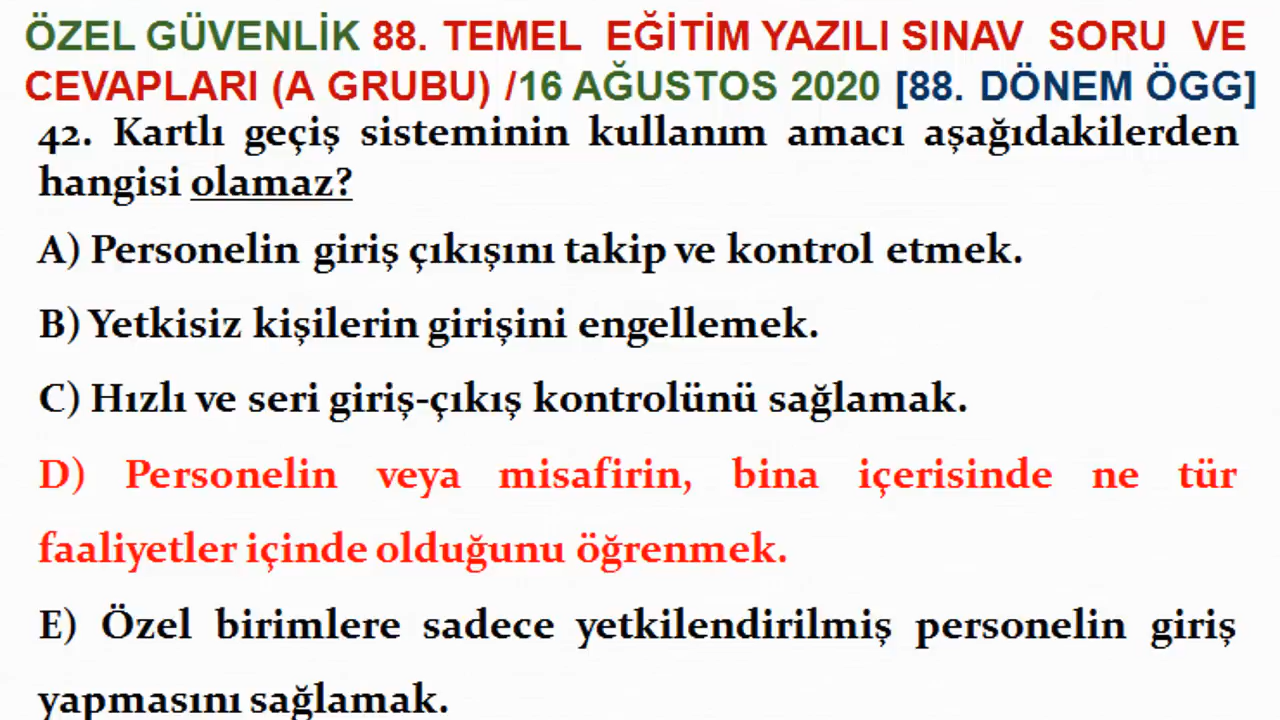 ÖZEL GÜVENLİK 88. TEMEL EĞİTİM YAZILI SINAV SORU VE
CEVAPLARI (A GRUBU) /16 AĞUSTOS 2020 [88. DÖNEM ÖGG]
42. Kartlı geçiş sisteminin kullanım amacı aşağıdakilerden
hangisi olamaz?
A) Personelin giriş çıkışını takip ve kontrol etmek.
B) Yetkisiz kişilerin girişini engellemek.
C) Hızlı ve seri giriş-çıkış kontrolünü sağlamak.
D) Personelin veya misafirin, bina içerisinde ne tür
faaliyetler içinde olduğunu öğrenmek.
E) Özel birimlere sadece yetkilendirilmiş personelin giriş
yapmasını sağlamak.